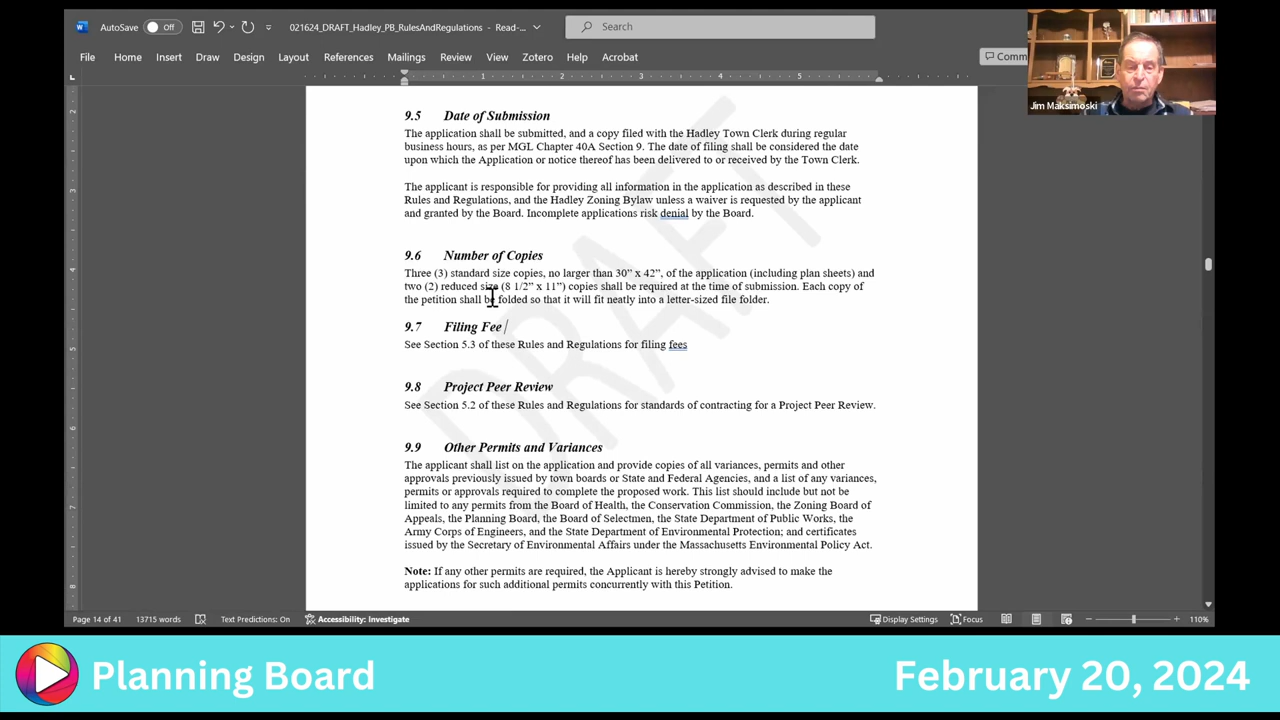 AutoSave Off 021624_DRAFT_Hadley_PB_RulesAndRegulations - Read- Search
File Home Insert Draw Design Layout References Mailings Review View Zotero Help Acrobat Comm
Jim Maksimoski
1 2 3 4 5
9.5 Date of Submission
The application shall be submitted, and a copy filed with the Hadley Town Clerk during regular
business hours, as per MGL Chapter 40A Section 9. The date of filing shall be considered the date
upon which the Application or notice thereof has been delivered to or received by the Town Clerk.
The applicant is responsible for providing all information in the application as described in these
Rules and Regulations, and the Hadley Zoning Bylaw unless a waiver is requested by the applicant
and granted by the Board. Incomplete applications risk denial by the Board.
9.6 Number of Copies
Three (3) standard size copies, no larger than 30” x 42”, of the application (including plan sheets) and
two (2) reduced size (8 1/2” x 11”) copies shall be required at the time of submission. Each copy of
the petition shall be folded so that it will fit neatly into a letter-sized file folder.
9.7 Filing Fee
See Section 5.3 of these Rules and Regulations for filing fees
9.8 Project Peer Review
See Section 5.2 of these Rules and Regulations for standards of contracting for a Project Peer Review.
9.9 Other Permits and Variances
The applicant shall list on the application and provide copies of all variances, permits and other
approvals previously issued by town boards or State and Federal Agencies, and a list of any variances,
permits or approvals required to complete the proposed work. This list should include but not be
limited to any permits from the Board of Health, the Conservation Commission, the Zoning Board of
Appeals, the Planning Board, the Board of Selectmen, the State Department of Public Works, the
Army Corps of Engineers, and the State Department of Environmental Protection; and certificates
issued by the Secretary of Environmental Affairs under the Massachusetts Environmental Policy Act.
Note: If any other permits are required, the Applicant is hereby strongly advised to make the
applications for such additional permits concurrently with this Petition.
DRAFT
2
3
4
5
6
7
8
Page 14 of 41 13715 words Text Predictions: On Accessibility: Investigate Display Settings Focus 110%
Planning Board February 20, 2024